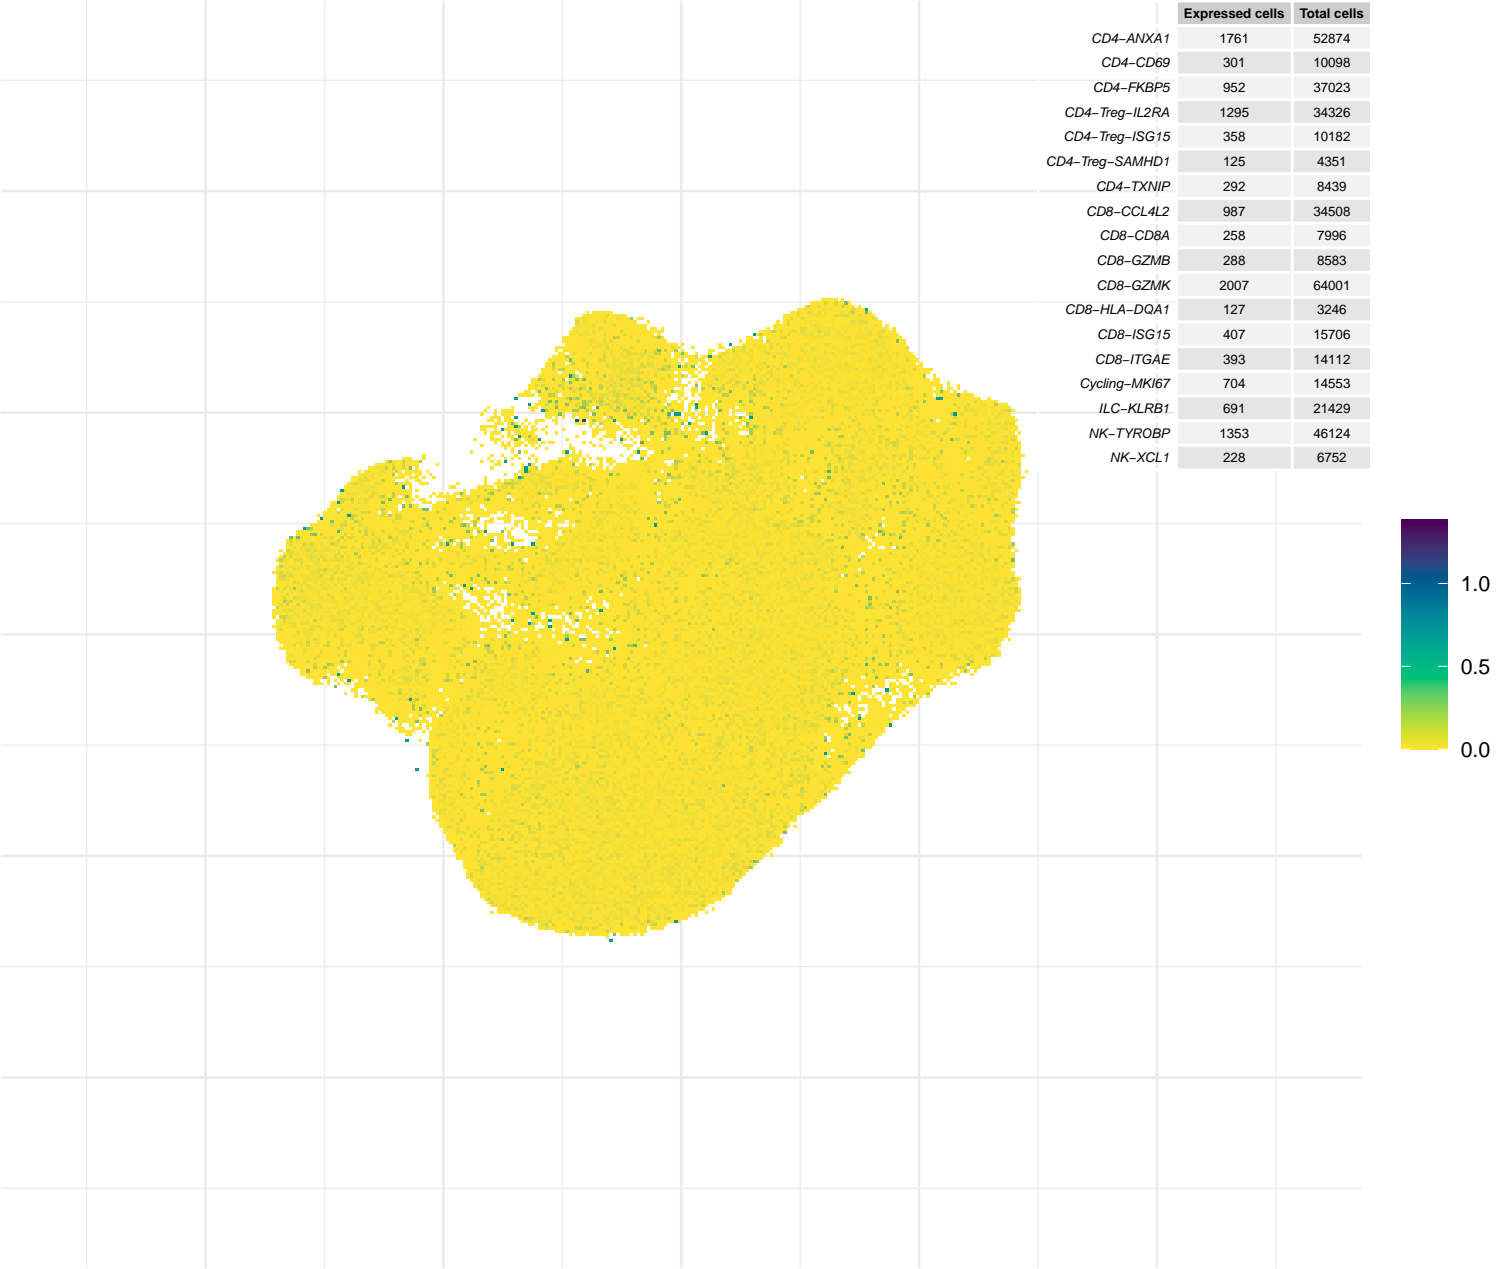 Expressed cells Total cells
CD4−ANXA1 1761 52874
CD4−CD69 301 10098
CD4−FKBP5 952 37023
CD4−Treg−IL2RA 1295 34326
CD4−Treg−ISG15 358 10182
CD4−Treg−SAMHD1 125 4351
CD4−TXNIP 292 8439
CD8−CCL4L2 987 34508
CD8−CD8A 258 7996
CD8−GZMB 288 8583
CD8−GZMK 2007 64001
CD8−HLA−DQA1 127 3246
CD8−ISG15 407 15706
CD8−ITGAE 393 14112
Cycling−MKI67 704 14553
ILC−KLRB1 691 21429
NK−TYROBP 1353 46124
NK−XCL1 228 6752
1.0
0.5
0.0